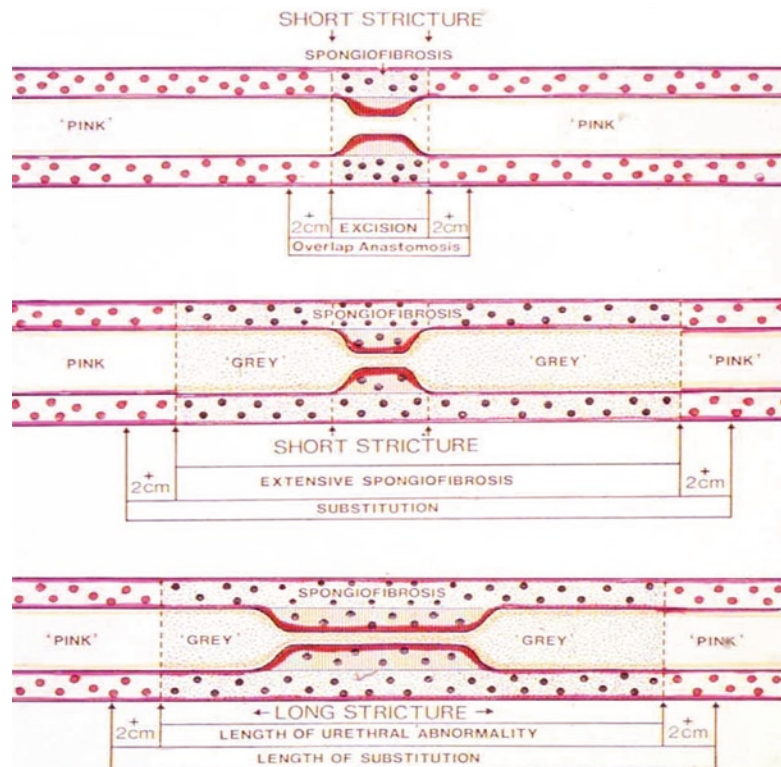 SHORT STRICTURE
SPONGIOFIBROSIS
'PINK' 'PINK'
+ +
2cm EXCISION 2cm
Overlap Anastomosis
SPONGIOFIBROSIS
PINK 'GREY' 'GREY' 'PINK'
SHORT STRICTURE
+ +
2cm EXTENSIVE SPONGIOFIBROSIS 2cm
SUBSTITUTION
SPONGIOFIBROSIS
'PINK' 'GREY' GREY' 'PINK'
LONG STRICTURE
+ +
2cm LENGTH OF URETHRAL ABNORMALITY 2cm
LENGTH OF SUBSTITUTION